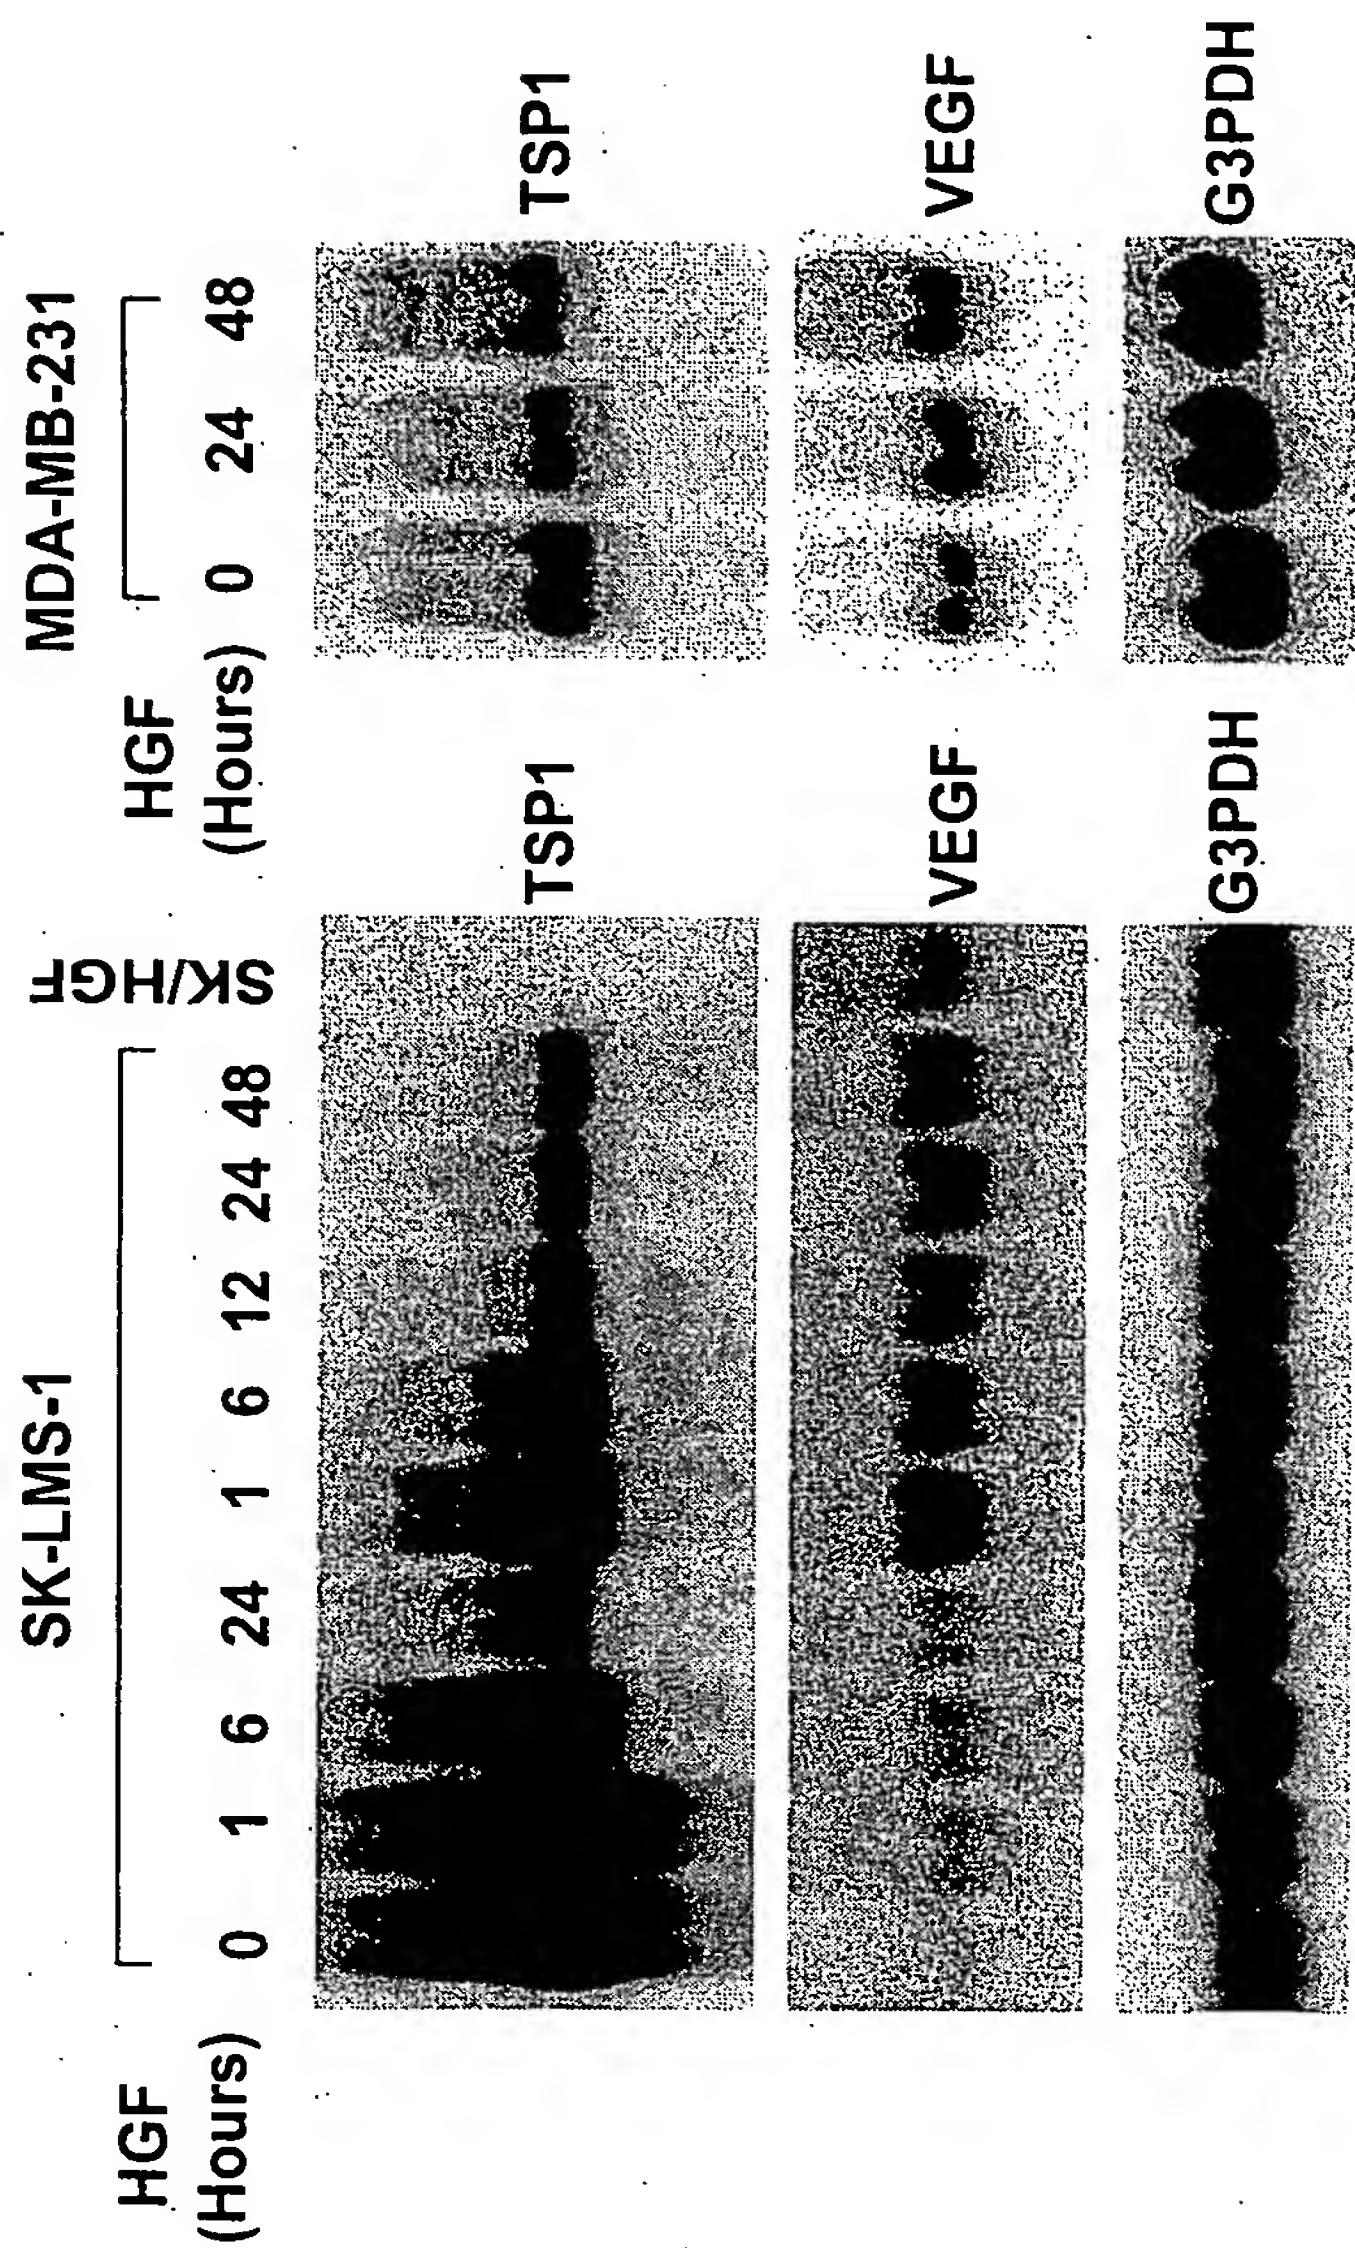 SK-LMS-1
HGF
(Hours)
0 1 6 24 1 6 12 24 48
SK/HGF
TSP1
VEGF
G3PDH
MDA-MB-231
HGF
(Hours)
0 24 48
TSP1
VEGF
G3PDH